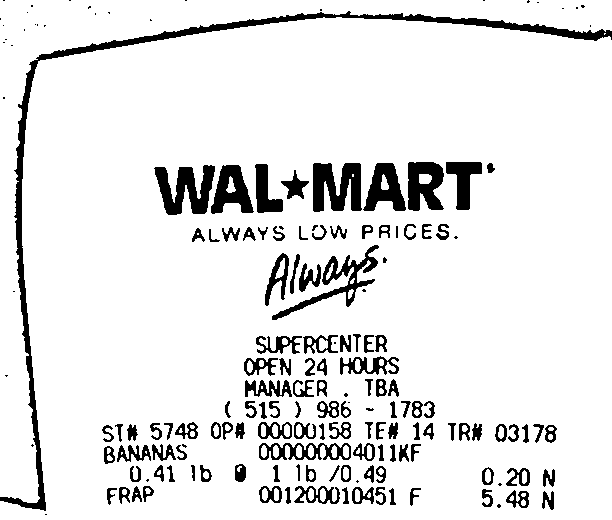 WAL★MART
ALWAYS LOW PRICES.
Always.
SUPERCENTER
OPEN 24 HOURS
MANAGER . TBA
( 515 ) 986 - 1783
ST# 5748 OP# 00000158 TE# 14 TR# 03178
BANANAS 000000004011KF
0.41 lb @ 1 lb /0.49 0.20 N
FRAP 001200010451 F 5.48 N